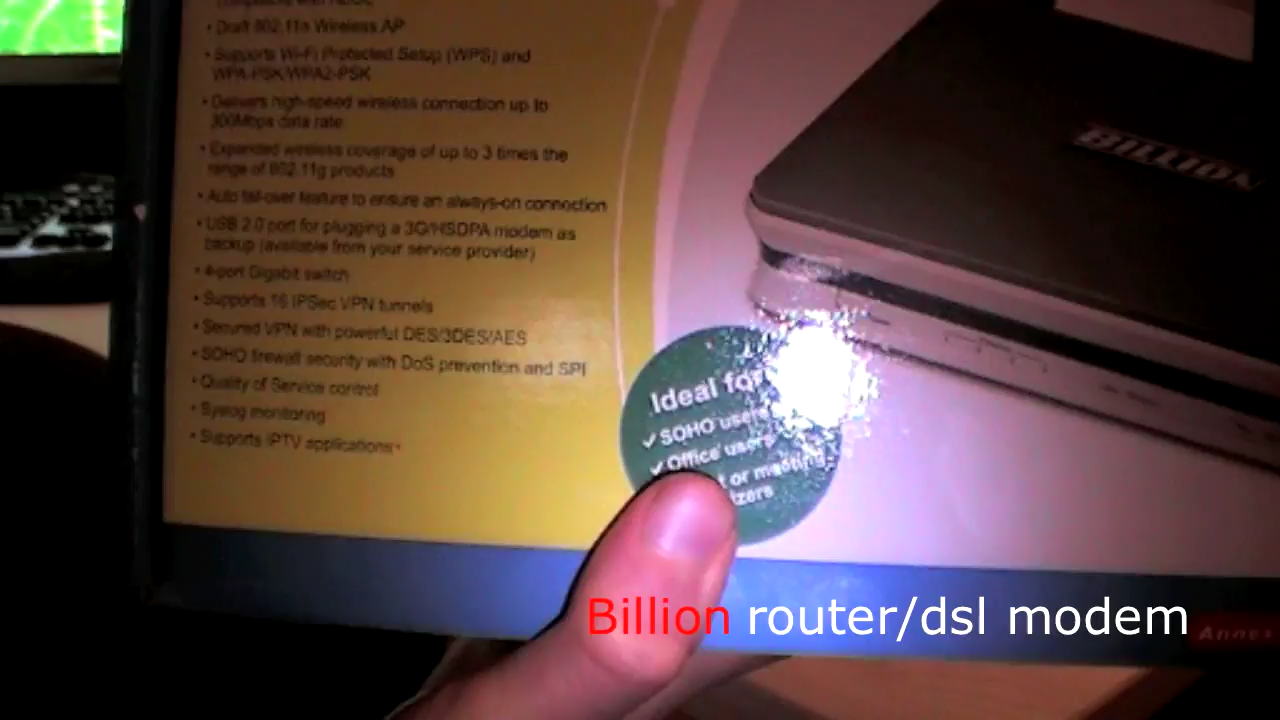 • Draft 802.11n Wireless AP
• Supports Wi-Fi Protected Setup (WPS) and
WPA-PSK/WPA2-PSK
• Delivers high-speed wireless connection up to
300Mbps data rate
• Expanded wireless coverage of up to 3 times the
range of 802.11g products
• Auto fail-over feature to ensure an always-on connection
• USB 2.0 port for plugging a 3G/HSDPA modem as
backup (available from your service provider)
• 4-port Gigabit switch
• Supports 16 IPSec VPN tunnels
• Secured VPN with powerful DES/3DES/AES
• SOHO firewall security with DoS prevention and SPI
• Quality of Service control
• Syslog monitoring
• Supports IPTV applications*
BILLION
Ideal for
✓ SOHO users
✓ Office users
or meeting
Billion router/dsl modem
Annex